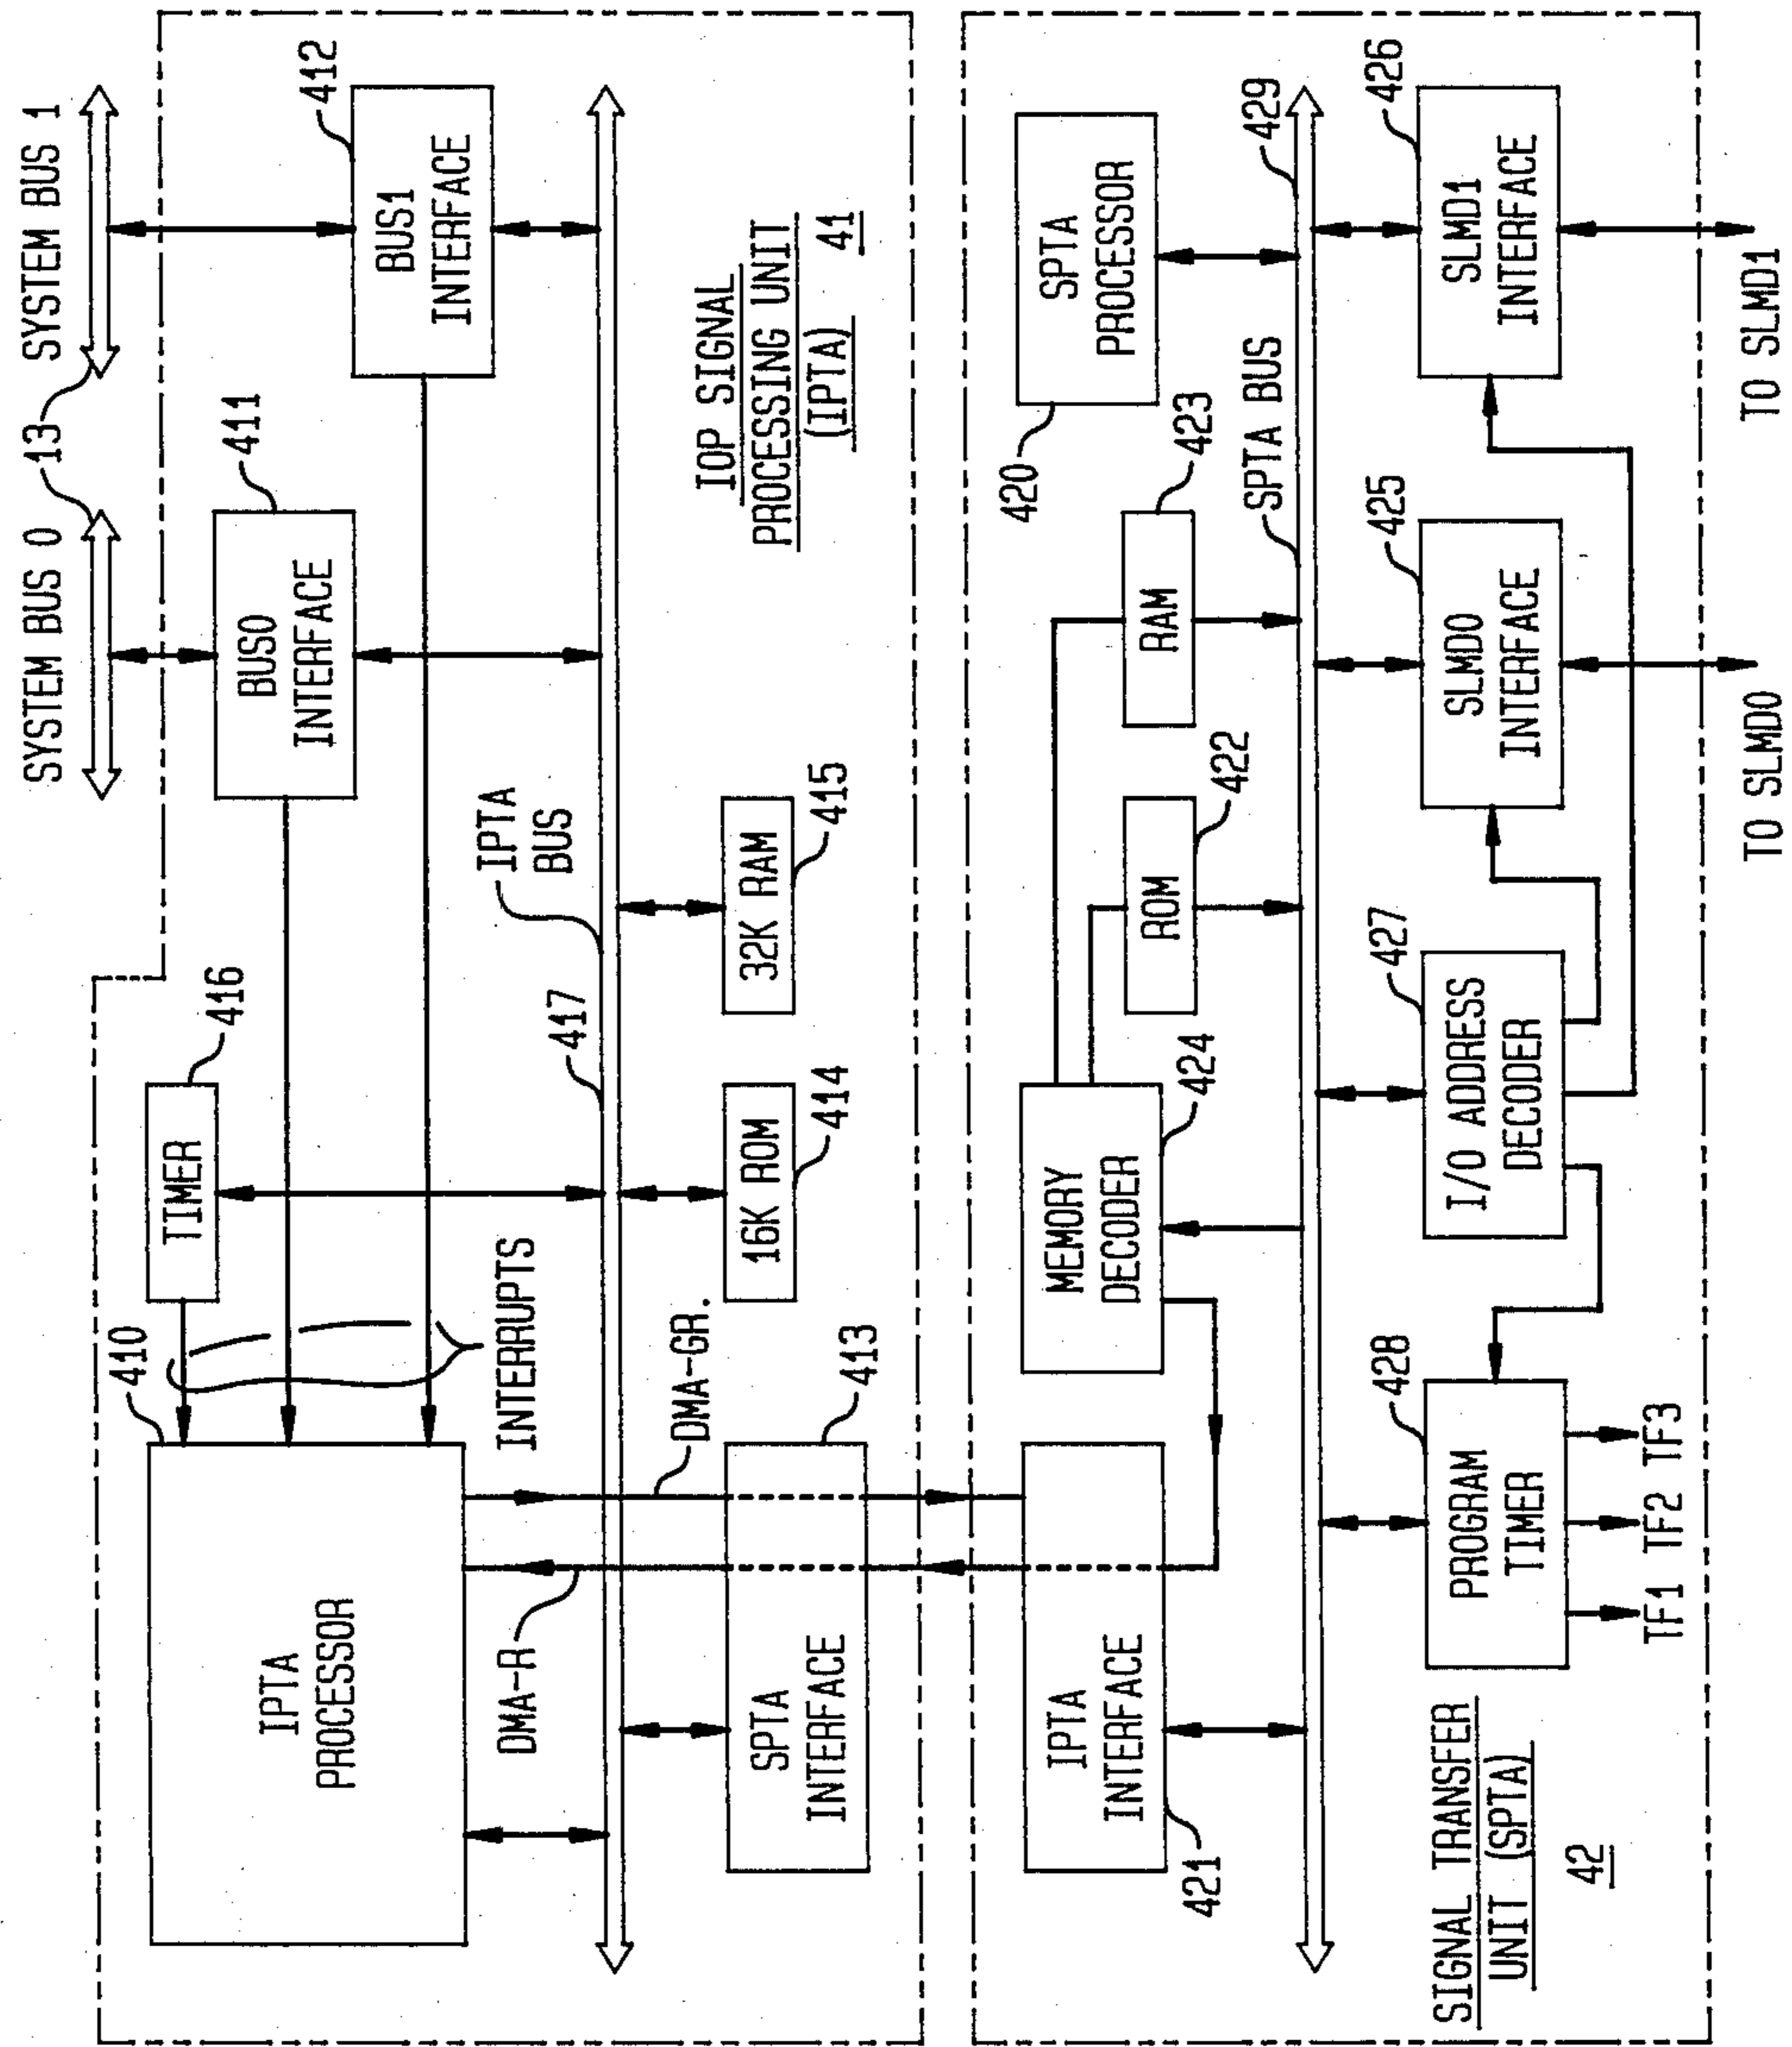 SYSTEM BUS 0
13
SYSTEM BUS 1
410
IPTA
PROCESSOR
TIMER
416
BUS0
INTERFACE
411
BUS1
INTERFACE
412
INTERRUPTS
DMA-R
DMA-GR.
417
IPTA
BUS
SPTA
INTERFACE
413
16K ROM
414
32K RAM
415
IOP SIGNAL
PROCESSING UNIT
(IPTA)
41
IPTA
INTERFACE
421
MEMORY
DECODER
424
ROM
422
RAM
423
420
SPTA
PROCESSOR
SPTA BUS
429
428
PROGRAM
TIMER
TF1 TF2 TF3
427
I/O ADDRESS
DECODER
425
SLMD0
INTERFACE
426
SLMD1
INTERFACE
SIGNAL TRANSFER
UNIT (SPTA)
42
TO SLMD0
TO SLMD1